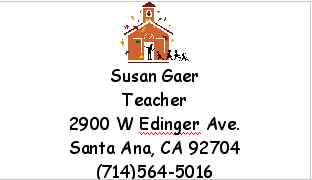 Susan Gaer
Teacher
2900 W Edinger Ave.
Santa Ana, CA 92704
(714)564-5016